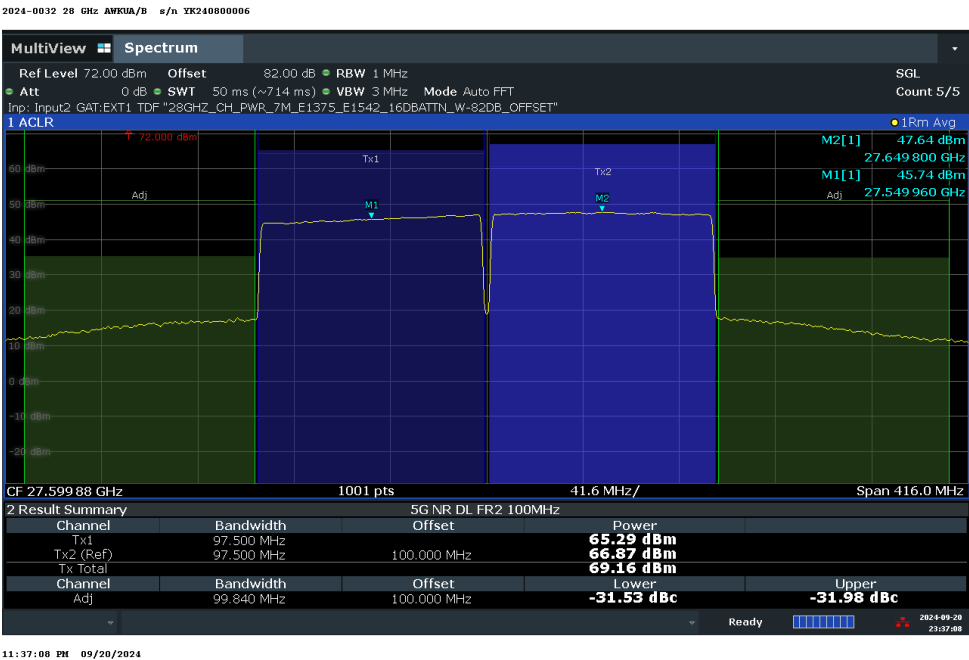 2024-0032 28 GHz AWKUA/B s/n YK240800006
MultiView Spectrum
Ref Level 72.00 dBm Offset 82.00 dB RBW 1 MHz SGL
Att 0 dB SWT 50 ms (~714 ms) VBW 3 MHz Mode Auto FFT Count 5/5
Inp: Input2 GAT:EXT1 TDF "28GHZ_CH_PWR_7M_E1375_E1542_16DBATTN_W-82DB_OFFSET"
1 ACLR 1Rm Avg
72.000 dBm M2[1] 47.64 dBm
27.649 800 GHz
Tx1
60 dBm Tx2 M1[1] 45.74 dBm
Adj Adj 27.549 960 GHz
50 dBm M1 M2
40 dBm
30 dBm
20 dBm
10 dBm
0 dBm
-10 dBm
-20 dBm
CF 27.599 88 GHz 1001 pts 41.6 MHz/ Span 416.0 MHz
2 Result Summary 5G NR DL FR2 100MHz
Channel Bandwidth Offset Power
Tx1 97.500 MHz 65.29 dBm
Tx2 (Ref) 97.500 MHz 100.000 MHz 66.87 dBm
Tx Total 69.16 dBm
Channel Bandwidth Offset Lower Upper
Adj 99.840 MHz 100.000 MHz -31.53 dBc -31.98 dBc
Ready 2024-09-20
23:37:08
11:37:08 PM 09/20/2024